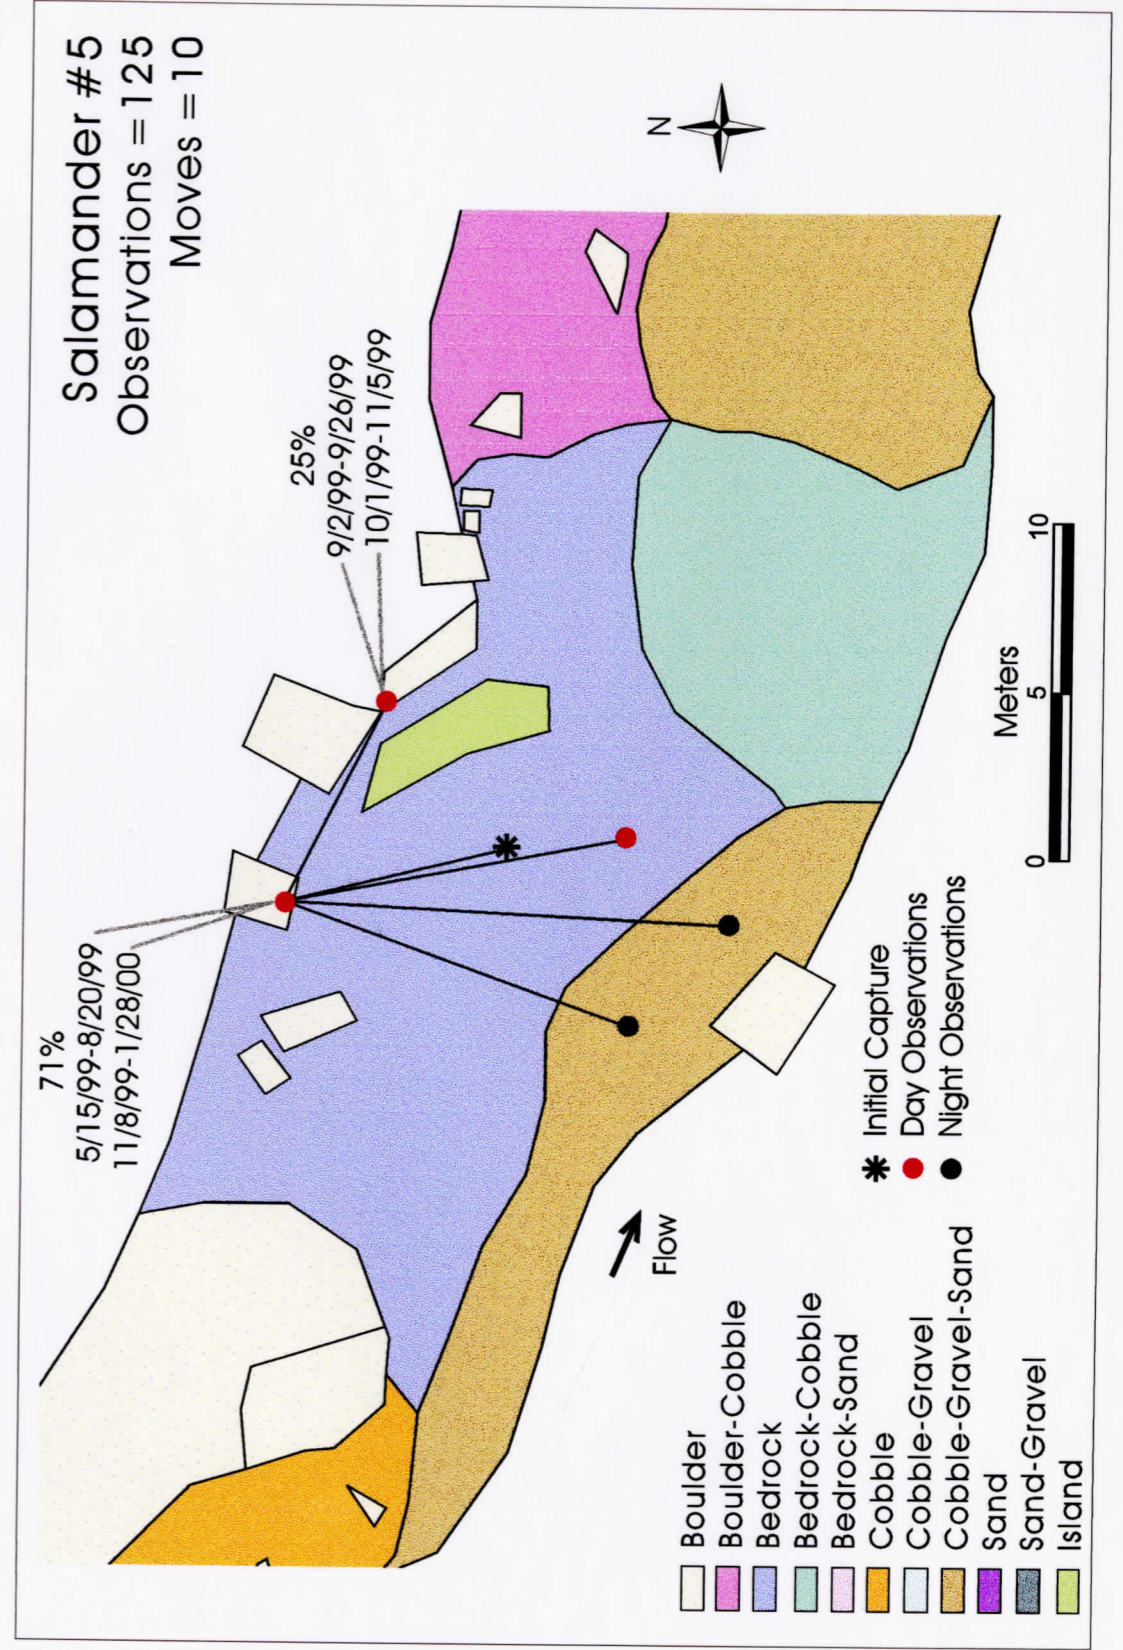 Salamander #5
Observations = 125
Moves = 10
N
71%
5/15/99-8/20/99
11/8/99-1/28/00
25%
9/2/99-9/26/99
10/1/99-11/5/99
Flow
Meters
0 5 10
Initial Capture
Day Observations
Night Observations
Boulder
Boulder-Cobble
Bedrock
Bedrock-Cobble
Bedrock-Sand
Cobble
Cobble-Gravel
Cobble-Gravel-Sand
Sand
Sand-Gravel
Island